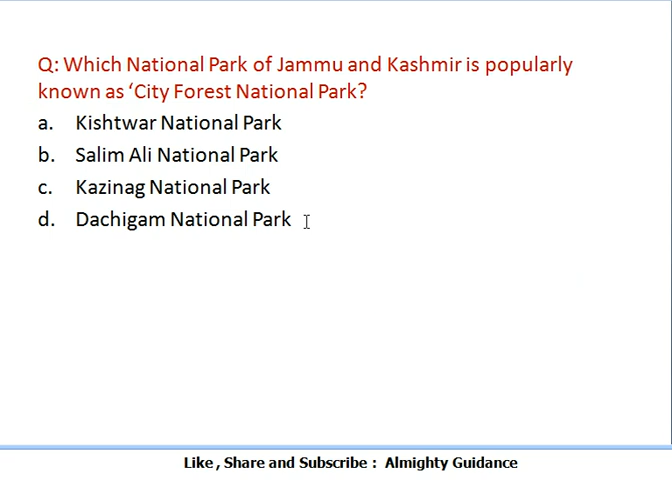 Q: Which National Park of Jammu and Kashmir is popularly
known as ‘City Forest National Park?
a. Kishtwar National Park
b. Salim Ali National Park
c. Kazinag National Park
d. Dachigam National Park
Like , Share and Subscribe : Almighty Guidance